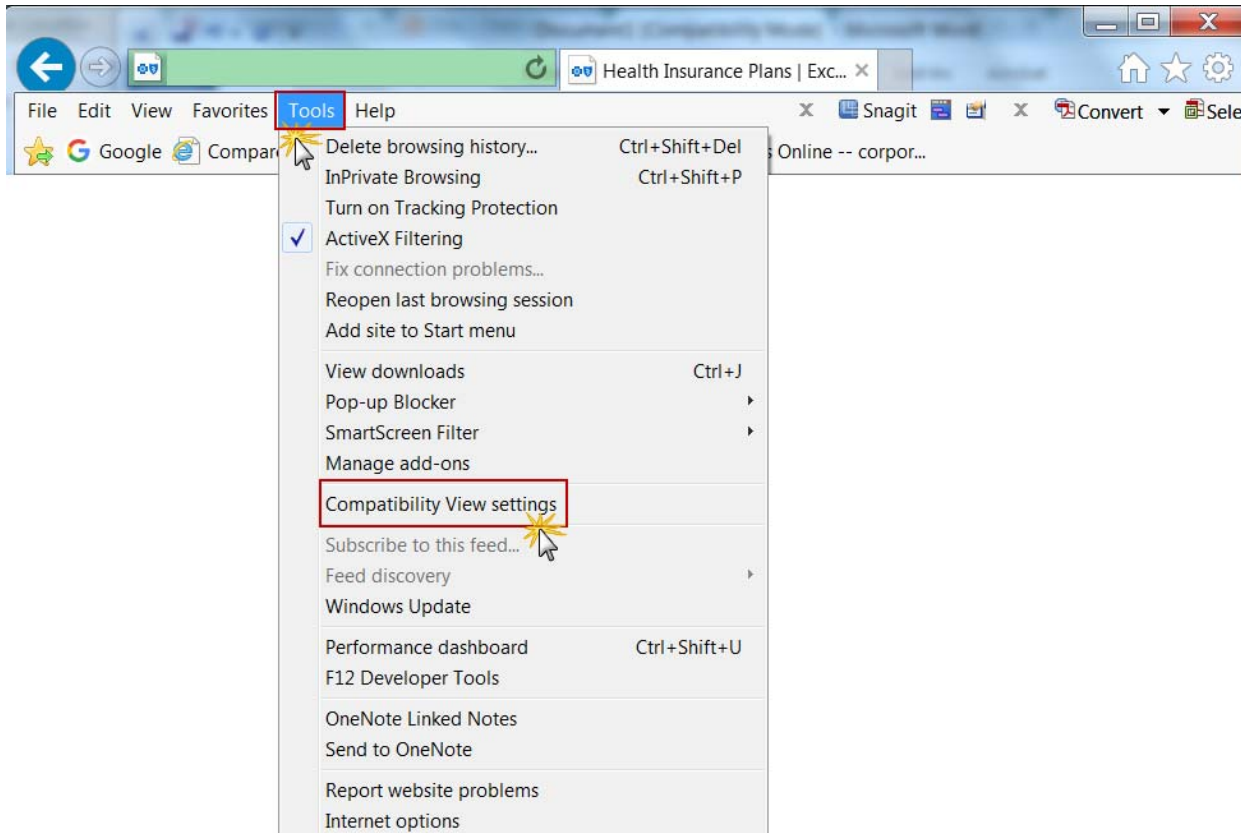 Health Insurance Plans | Exc...
File Edit View Favorites Tools Help x Snagit x Convert Sele
Google Compar Online -- corpor...
Delete browsing history... Ctrl+Shift+Del
InPrivate Browsing Ctrl+Shift+P
Turn on Tracking Protection
ActiveX Filtering
Fix connection problems...
Reopen last browsing session
Add site to Start menu
View downloads Ctrl+J
Pop-up Blocker
SmartScreen Filter
Manage add-ons
Compatibility View settings
Subscribe to this feed...
Feed discovery
Windows Update
Performance dashboard Ctrl+Shift+U
F12 Developer Tools
OneNote Linked Notes
Send to OneNote
Report website problems
Internet options